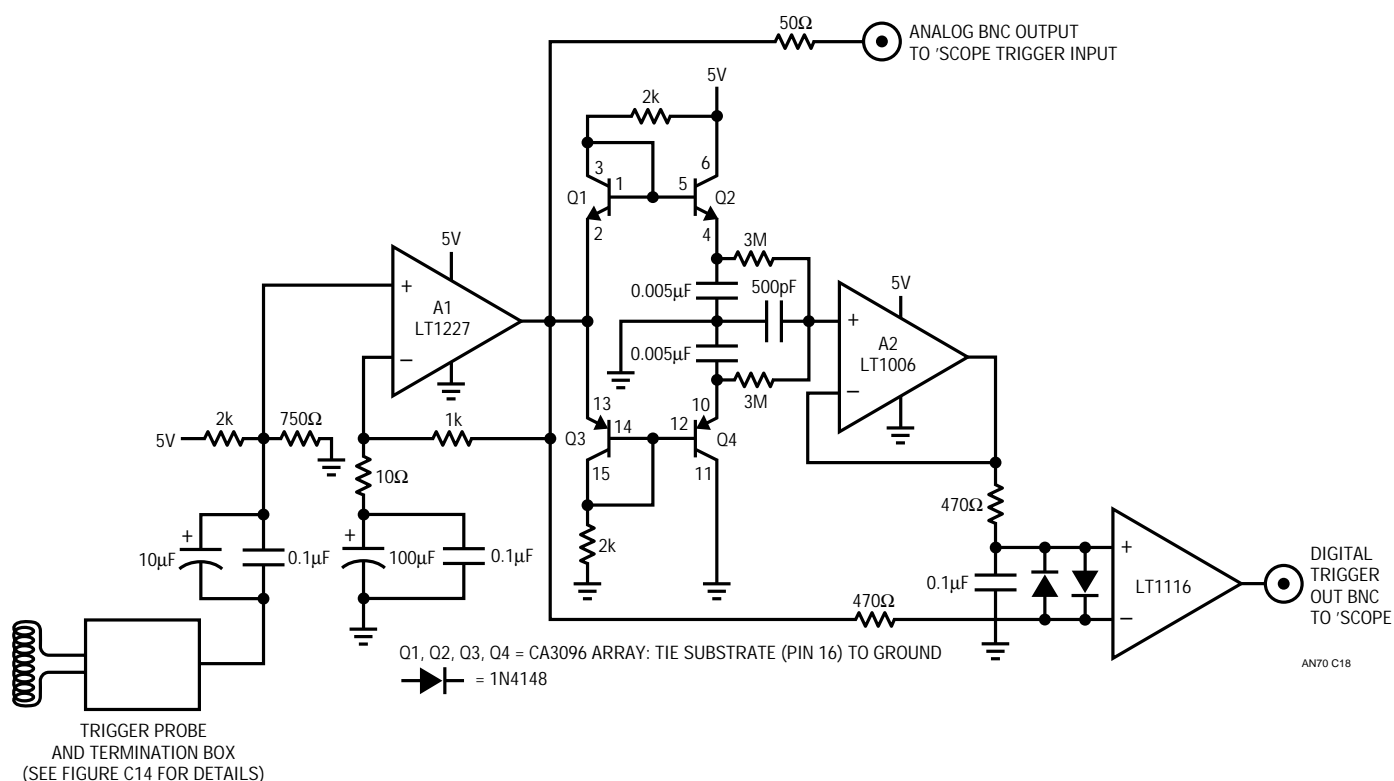 50Ω
ANALOG BNC OUTPUT
TO 'SCOPE TRIGGER INPUT
5V
2k
3
1
Q1
2
6
5
Q2
4
3M
0.005µF
500pF
0.005µF
3M
5V
+
A1
LT1227
−
5V
+
A2
LT1006
−
13
Q3
14
15
12
10
Q4
11
2k
5V
2k
750Ω
1k
10Ω
+
10µF
0.1µF
+
100µF
0.1µF
470Ω
0.1µF
470Ω
+
LT1116
−
DIGITAL
TRIGGER
OUT BNC
TO 'SCOPE
Q1, Q2, Q3, Q4 = CA3096 ARRAY: TIE SUBSTRATE (PIN 16) TO GROUND
= 1N4148
AN70 C18
TRIGGER PROBE
AND TERMINATION BOX
(SEE FIGURE C14 FOR DETAILS)